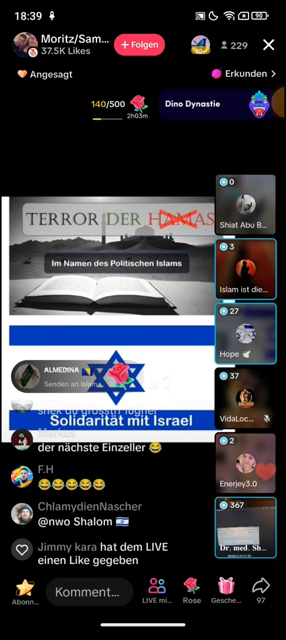 18:39
90
Moritz/Sam...
37.5K Likes
+ Folgen
229
Angesagt
Erkunden >
140/500
2h03m
Dino Dynastie
0
Shiat Abu B...
TERROR DER HAMAS
Im Namen des Politischen Islams
3
Islam ist die...
27
Hope
ALMEDINA
Senden an Islam
Solidarität mit Israel
37
VidaLoc...
der nächste Einzeller 😂
2
Enerjey3.0
F.H
😂😂😂😂😂
ChlamydienNascher
@nwo Shalom 🇮🇱
367
Dr. med. Sh...
Jimmy kara hat dem LIVE
einen Like gegeben
Komment...
Abonn...
LIVE mi...
Rose
Gesche...
97